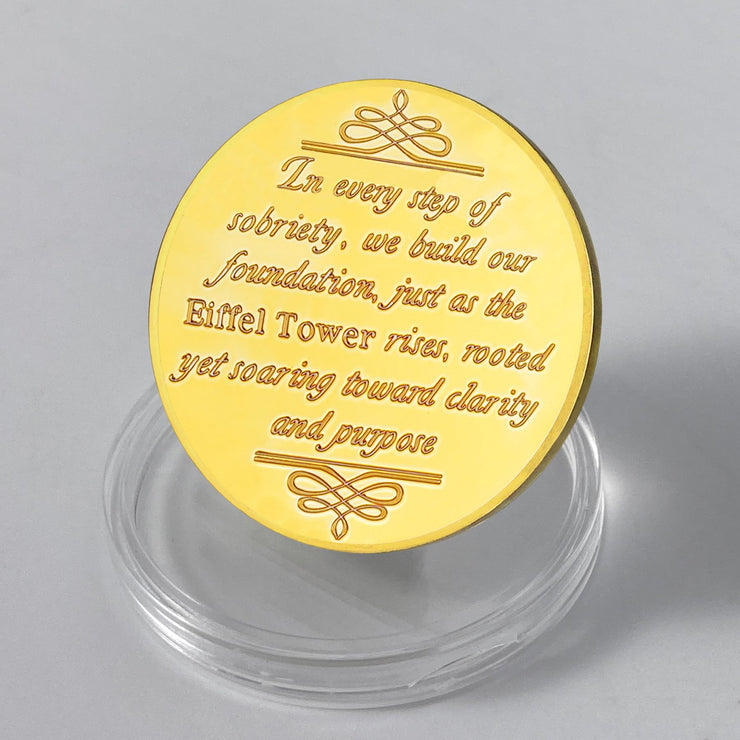 In every step of
sobriety, we build our
foundation, just as the
Eiffel Tower rises, rooted
yet soaring toward clarity
and purpose